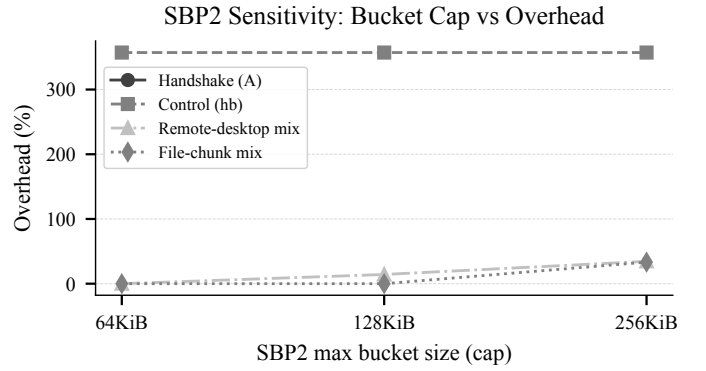 SBP2 Sensitivity: Bucket Cap vs Overhead
Overhead (%)
300
200
100
0
Handshake (A)
Control (hb)
Remote-desktop mix
File-chunk mix
64KiB
128KiB
256KiB
SBP2 max bucket size (cap)